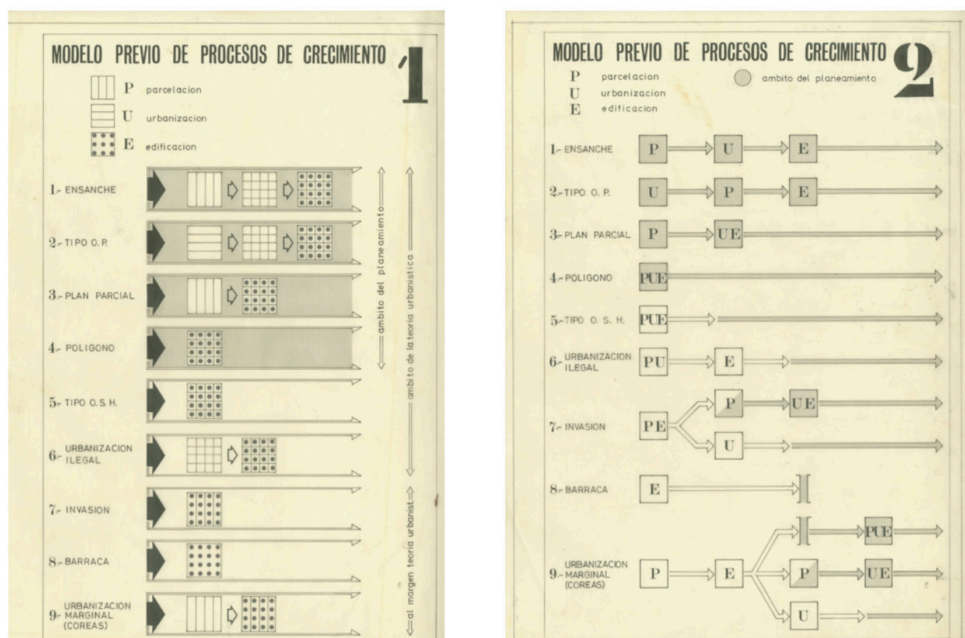 MODELO PREVIO DE PROCESOS DE CRECIMIENTO 1
P parcelacion
U urbanizacion
E edificacion
1.- ENSANCHE
2.- TIPO O.P.
3.- PLAN PARCIAL
4.- POLIGONO
5.- TIPO O.S.H.
6.- URBANIZACION
ILEGAL
7.- INVASION
8.- BARRACA
9.- URBANIZACION
MARGINAL
(COREAS)
ambito del planeamiento
ambito de la teoria urbanistica
al margen teoria urbanist.
MODELO PREVIO DE PROCESOS DE CRECIMIENTO 2
P parcelacion
ambito del planeamiento
U urbanizacion
E edificacion
1.- ENSANCHE P U E
2.- TIPO O. P. U P E
3.- PLAN PARCIAL P UE
4.- POLIGONO PUE
5.- TIPO O. S. H. PUE
6.- URBANIZACION
ILEGAL PU E
P UE
7.- INVASION PE
U
8.- BARRACA E
PUE
9.- URBANIZACION
MARGINAL
(COREAS) P E P UE
U